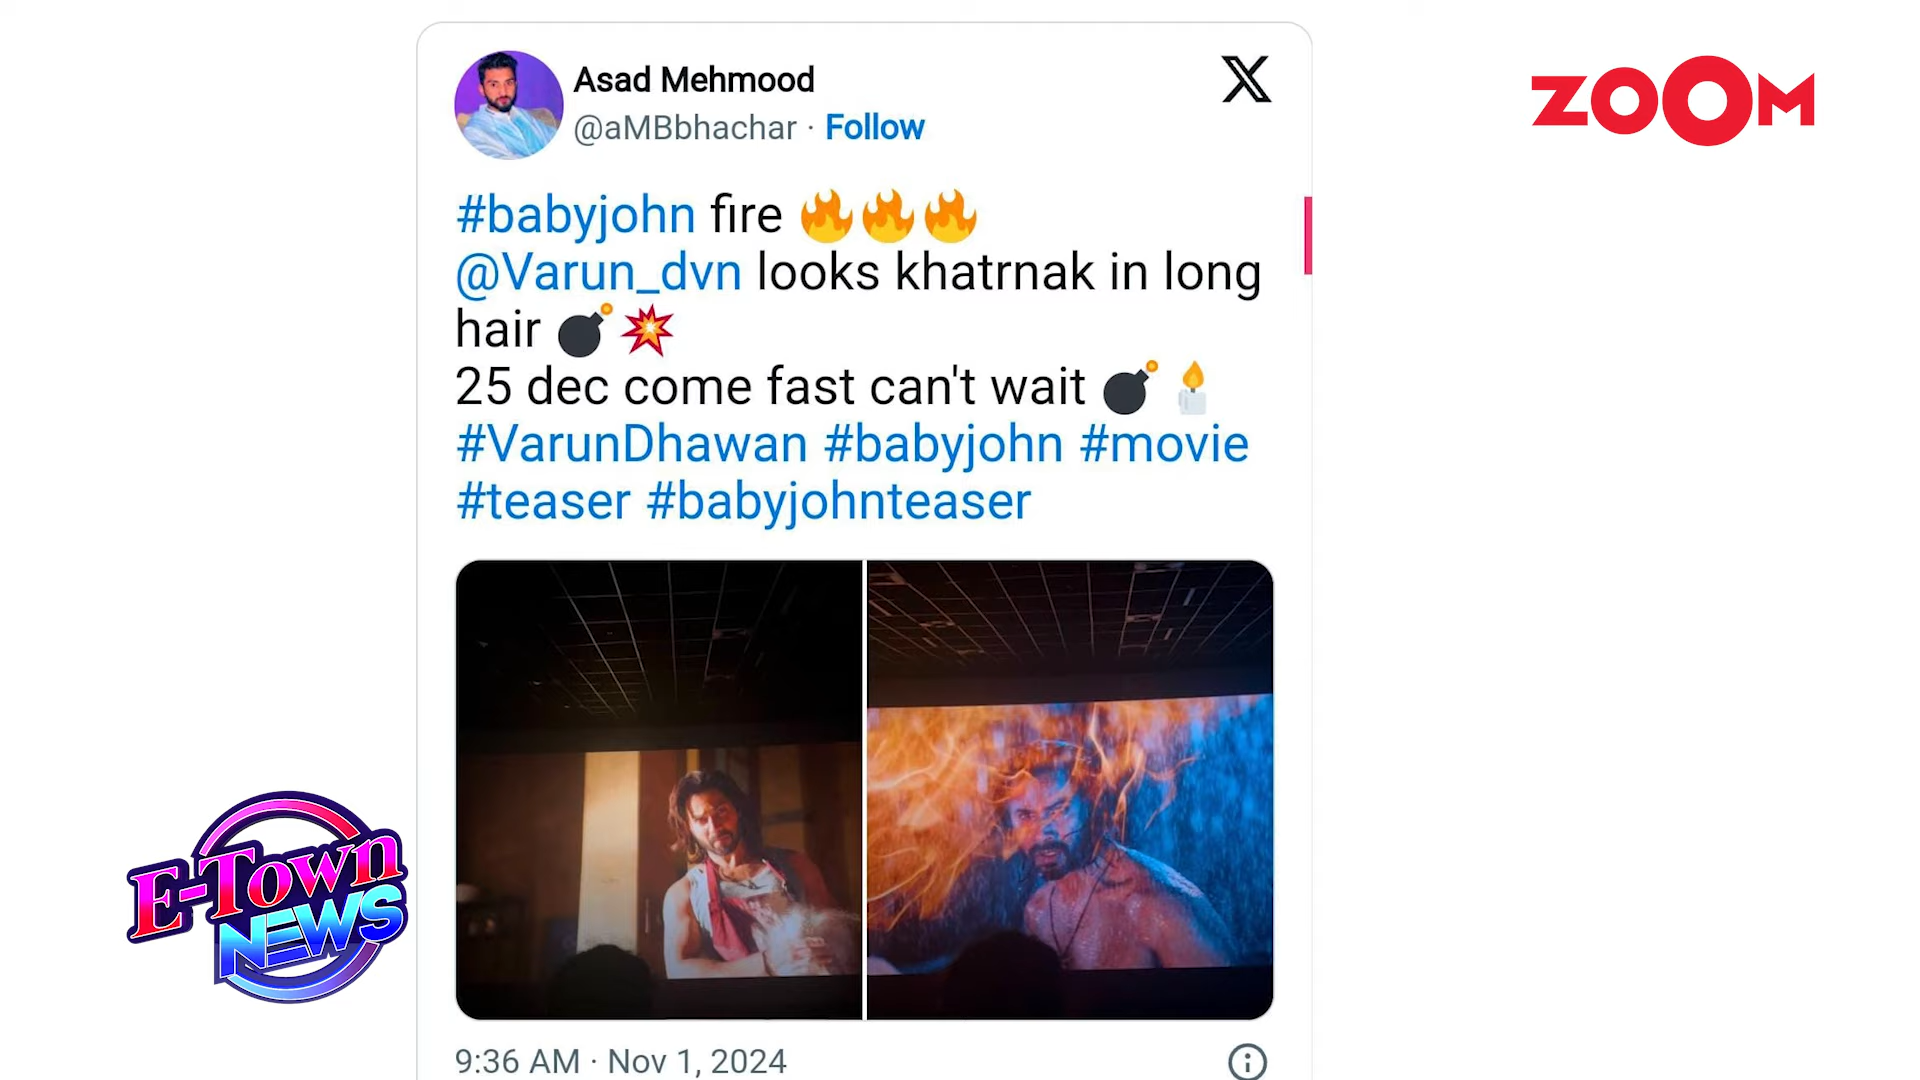 Asad Mehmood
@aMBbhachar · Follow
X
ZOOM
#babyjohn fire 🔥🔥🔥
@Varun_dvn looks khatrnak in long
hair 💣💥
25 dec come fast can't wait 💣🕯️
#VarunDhawan #babyjohn #movie
#teaser #babyjohnteaser
E-TOWN
NEWS
9:36 AM · Nov 1, 2024